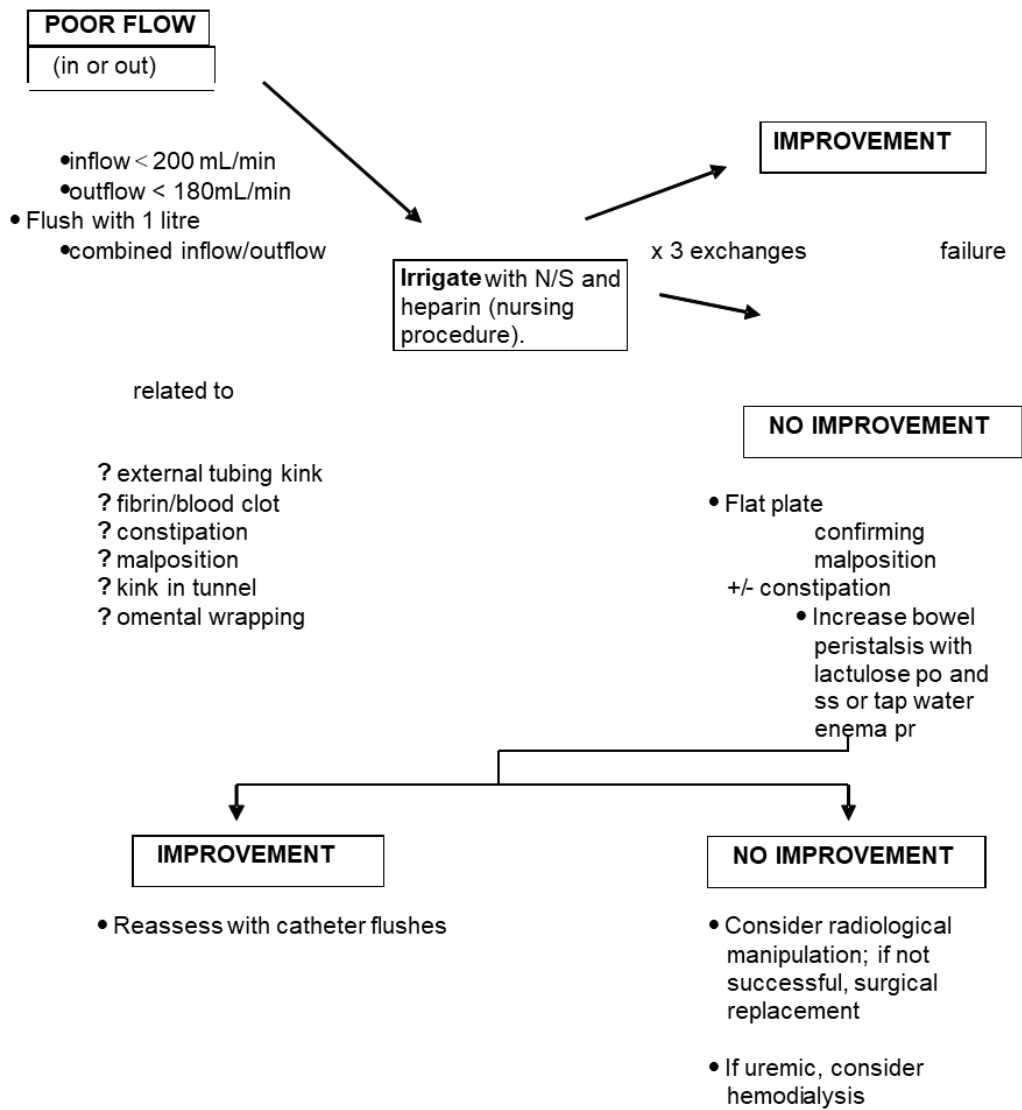 POOR FLOW
(in or out)
IMPROVEMENT
•inflow < 200 mL/min
•outflow < 180mL/min
• Flush with 1 litre
•combined inflow/outflow
x 3 exchanges failure
Irrigate with N/S and
heparin (nursing
procedure).
related to
NO IMPROVEMENT
? external tubing kink
? fibrin/blood clot
? constipation
? malposition
? kink in tunnel
? omental wrapping
• Flat plate
confirming
malposition
+/- constipation
• Increase bowel
peristalsis with
lactulose po and
ss or tap water
enema pr
IMPROVEMENT
• Reassess with catheter flushes
NO IMPROVEMENT
• Consider radiological
manipulation; if not
successful, surgical
replacement
• If uremic, consider
hemodialysis